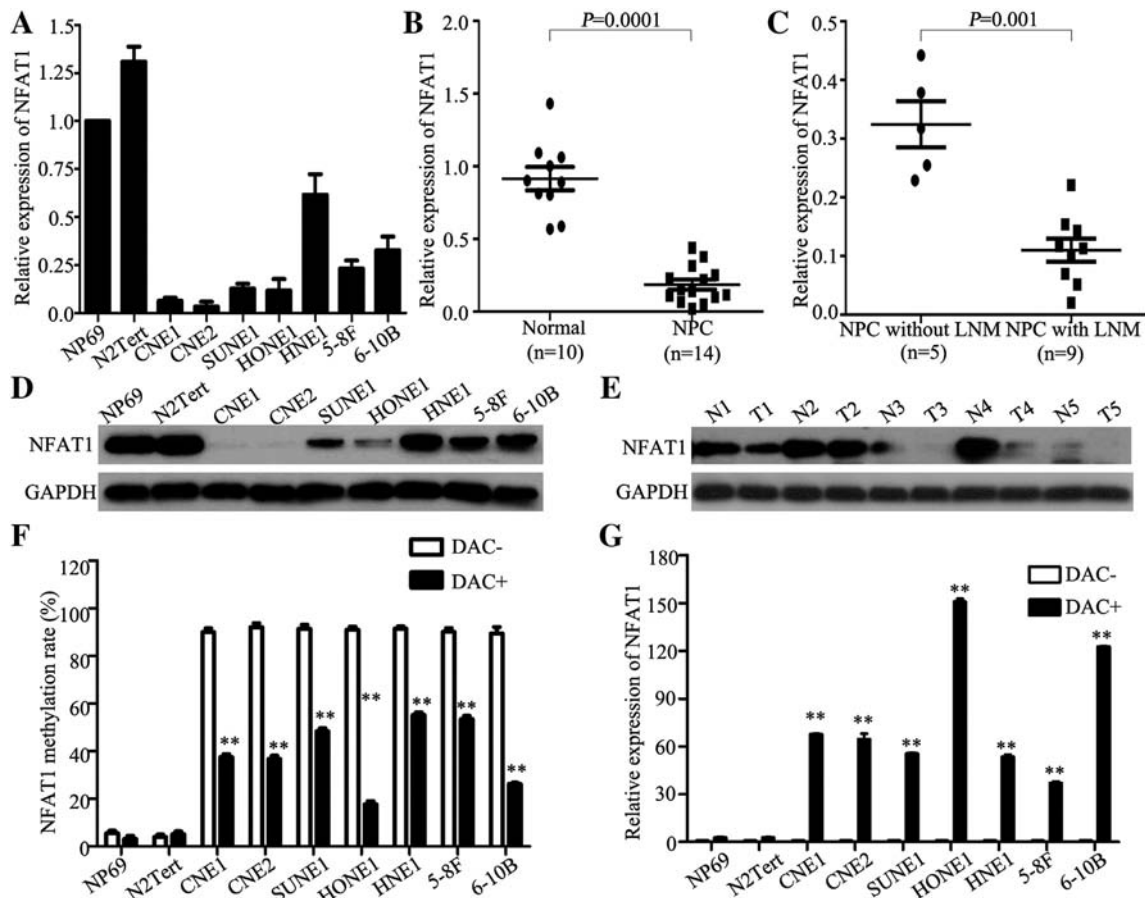 A
Relative expression of NFAT1
1.25
1.0
0.75
0.5
0.25
0
NP69
N2Tert
CNE1
CNE2
SUNE1
HONE1
HNE1
5-8F
6-10B
B
P=0.0001
Relative expression of NFAT1
2.0
1.5
1.0
0.5
0.0
Normal
(n=10)
NPC
(n=14)
C
P=0.001
Relative expression of NFAT1
0.5
0.3
0.2
0.1
0.0
NPC without LNM
(n=5)
NPC with LNM
(n=9)
D
NP69
N2Tert
CNE1
CNE2
SUNE1
HONE1
HNE1
5-8F
6-10B
NFAT1
GAPDH
E
N1
T1
N2
T2
N3
T3
N4
T4
N5
T5
NFAT1
GAPDH
F
DAC-
DAC+
NFAT1 methylation rate (%)
120
100
80
60
40
20
0
**
**
**
**
**
**
**
NP69
N2Tert
CNE1
CNE2
SUNE1
HONE1
HNE1
5-8F
6-10B
G
DAC-
DAC+
Relative expression of NFAT1
180
150
120
90
60
30
0
**
**
**
**
**
**
**
NP69
N2Tert
CNE1
CNE2
SUNE1
HONE1
HNE1
5-8F
6-10B